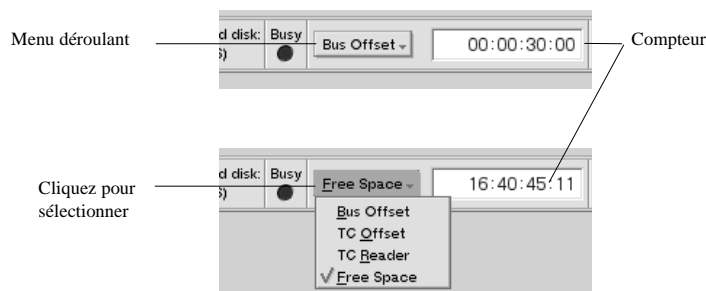 Menu déroulant
d disk: Busy Bus Offset 00:00:30:00
Compteur
d disk: Busy Free Space 16:40:45:11
Cliquez pour
sélectionner
Bus Offset
TC Offset
TC Reader
Free Space